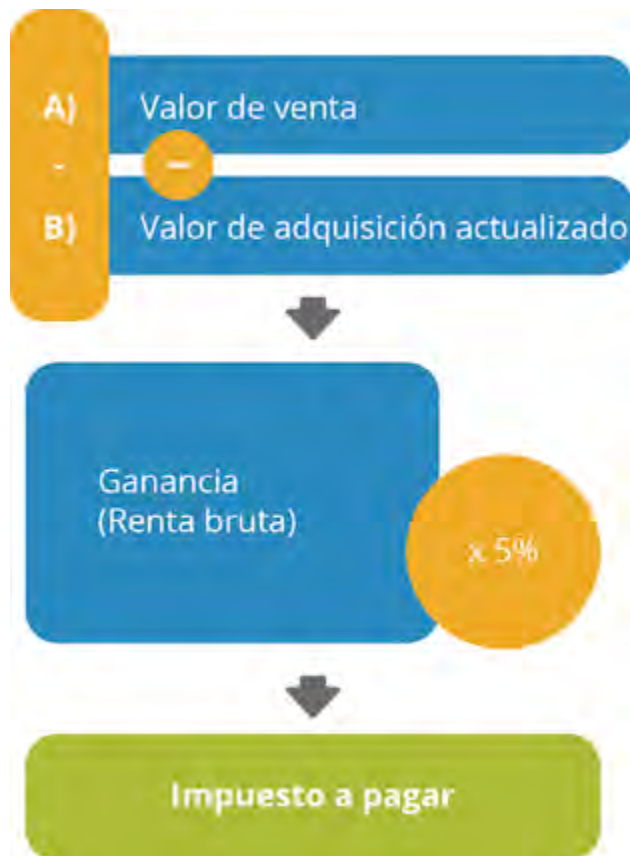 A) Valor de venta
- −
B) Valor de adquisición actualizado
Ganancia
(Renta bruta)
x 5%
Impuesto a pagar